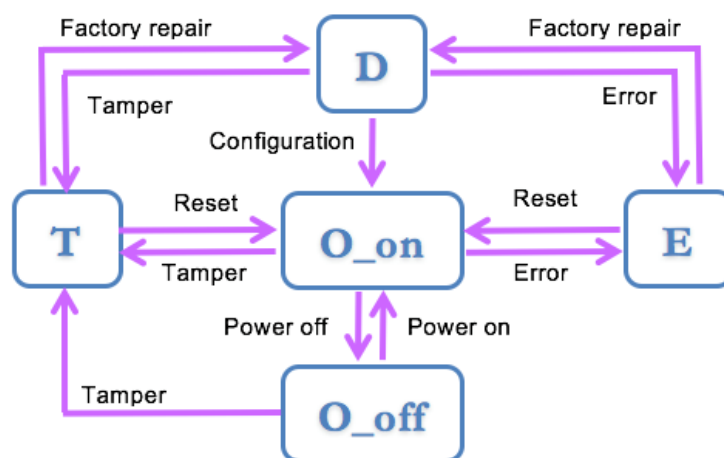 Factory repair
D
Factory repair
Tamper
Error
Configuration
T
Reset
O_on
Reset
E
Tamper
Error
Power off
Power on
Tamper
O_off